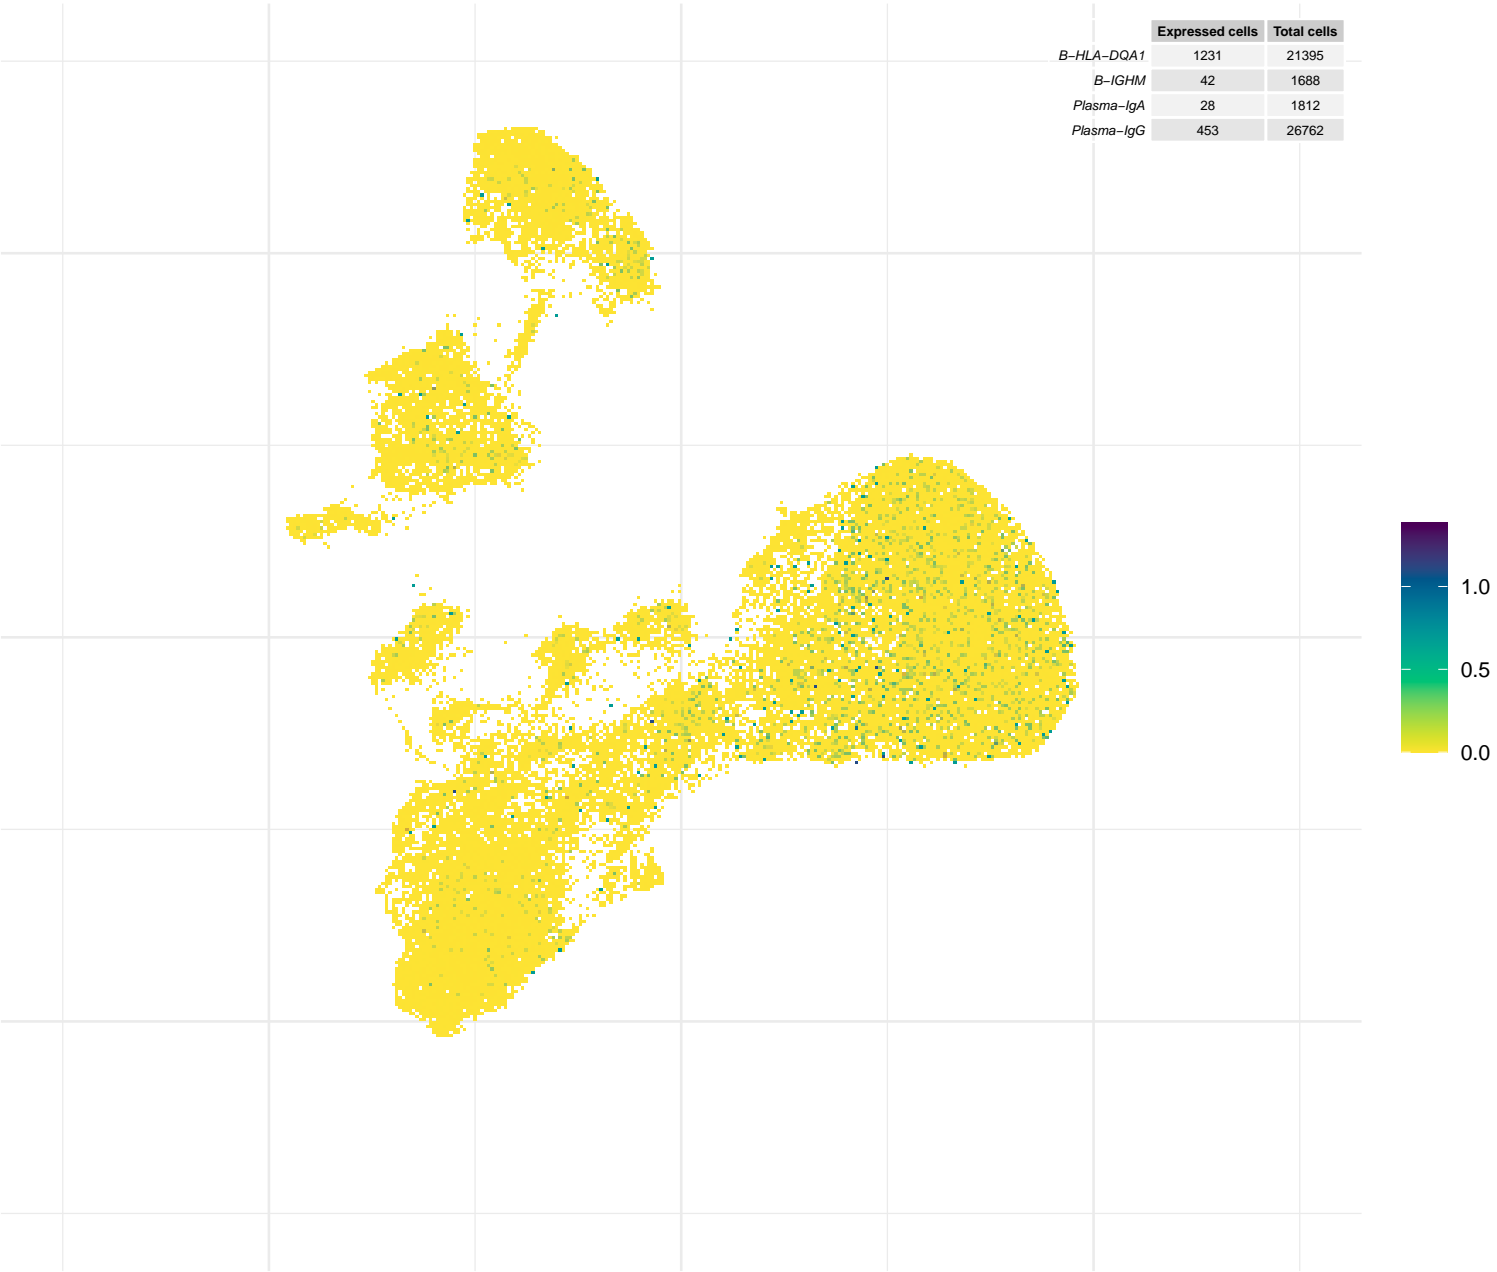 Expressed cells Total cells
B−HLA−DQA1 1231 21395
B−IGHM 42 1688
Plasma−IgA 28 1812
Plasma−IgG 453 26762
1.0
0.5
0.0